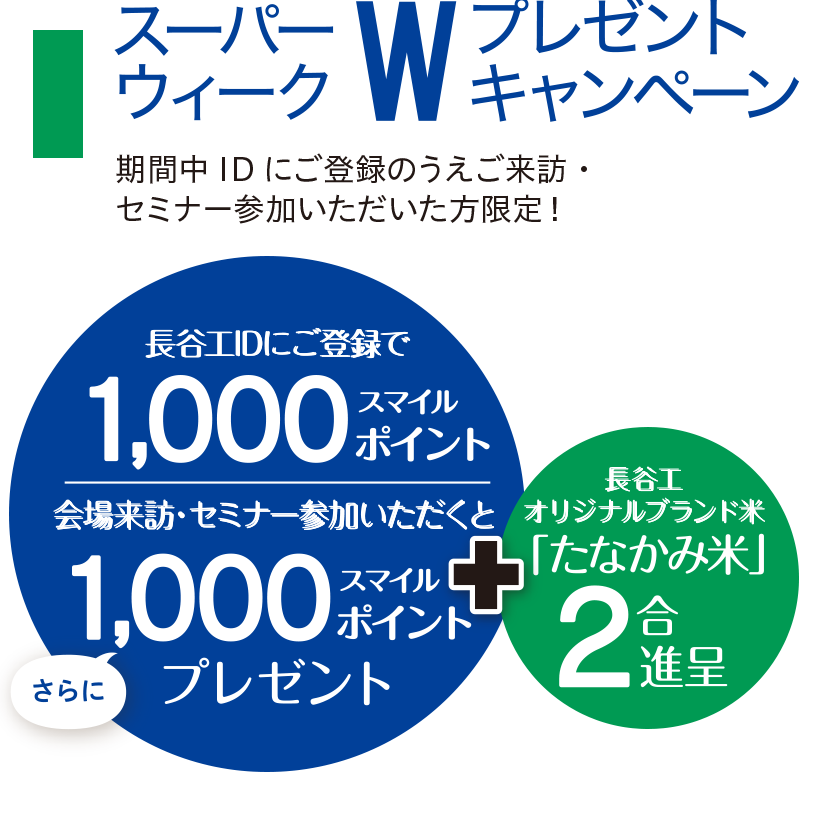 スーパー
ウィーク
W
プレゼント
キャンペーン
期間中IDにご登録のうえご来訪・
セミナー参加いただいた方限定！
長谷工IDにご登録で
1,000
スマイル
ポイント
会場来訪・セミナー参加いただくと
1,000
スマイル
ポイント
さらに
プレゼント
長谷工
オリジナルブランド米
「たなかみ米」
2
合
進呈